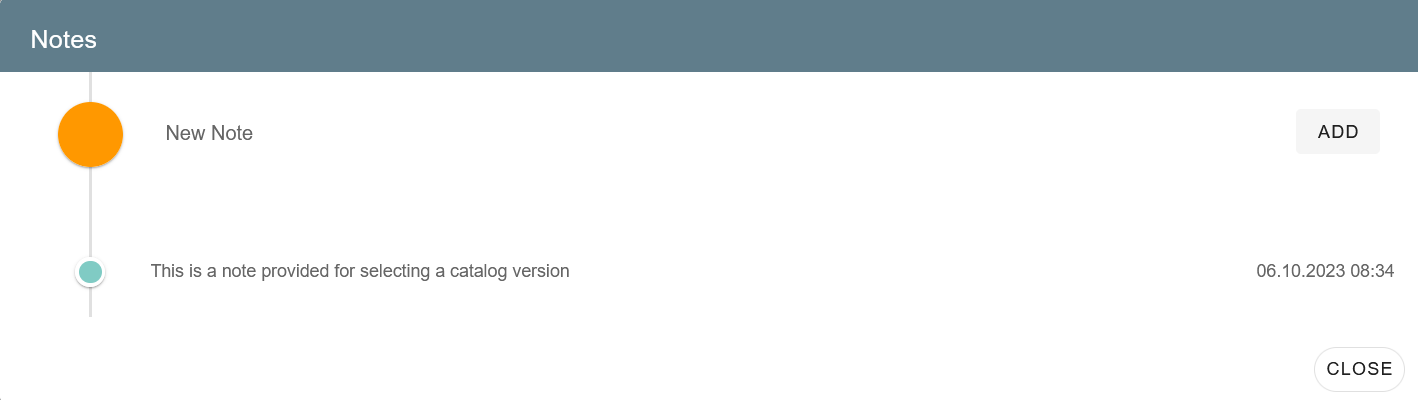 Notes
New Note
ADD
This is a note provided for selecting a catalog version
06.10.2023 08:34
CLOSE